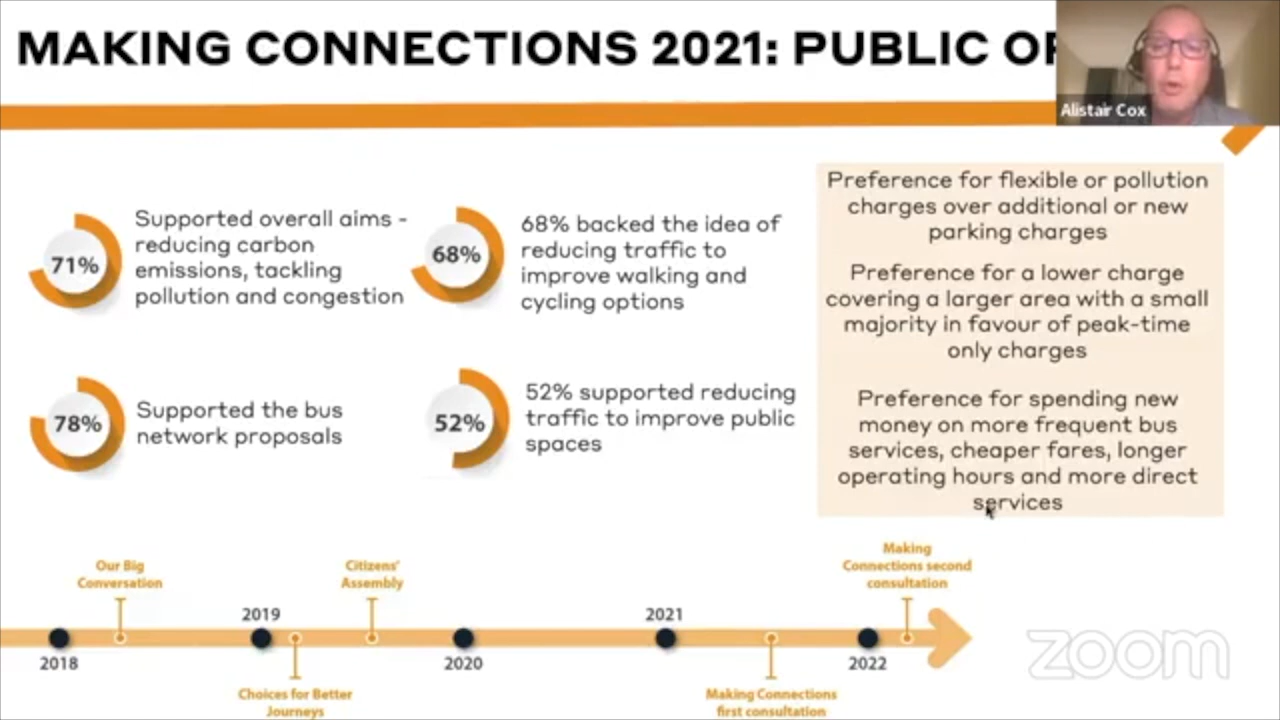 MAKING CONNECTIONS 2021: PUBLIC
Alistair Cox
71%
Supported overall aims -
reducing carbon
emissions, tackling
pollution and congestion
68%
68% backed the idea of
reducing traffic to
improve walking and
cycling options
78%
Supported the bus
network proposals
52%
52% supported reducing
traffic to improve public
spaces
Preference for flexible or pollution
charges over additional or new
parking charges
Preference for a lower charge
covering a larger area with a small
majority in favour of peak-time
only charges
Preference for spending new
money on more frequent bus
services, cheaper fares, longer
operating hours and more direct
services
Our Big
Conversation
Citizens'
Assembly
Making
Connections second
consultation
2019
2021
2018
2020
2022
Choices for Better
Journeys
Making Connections
first consultation
zoom